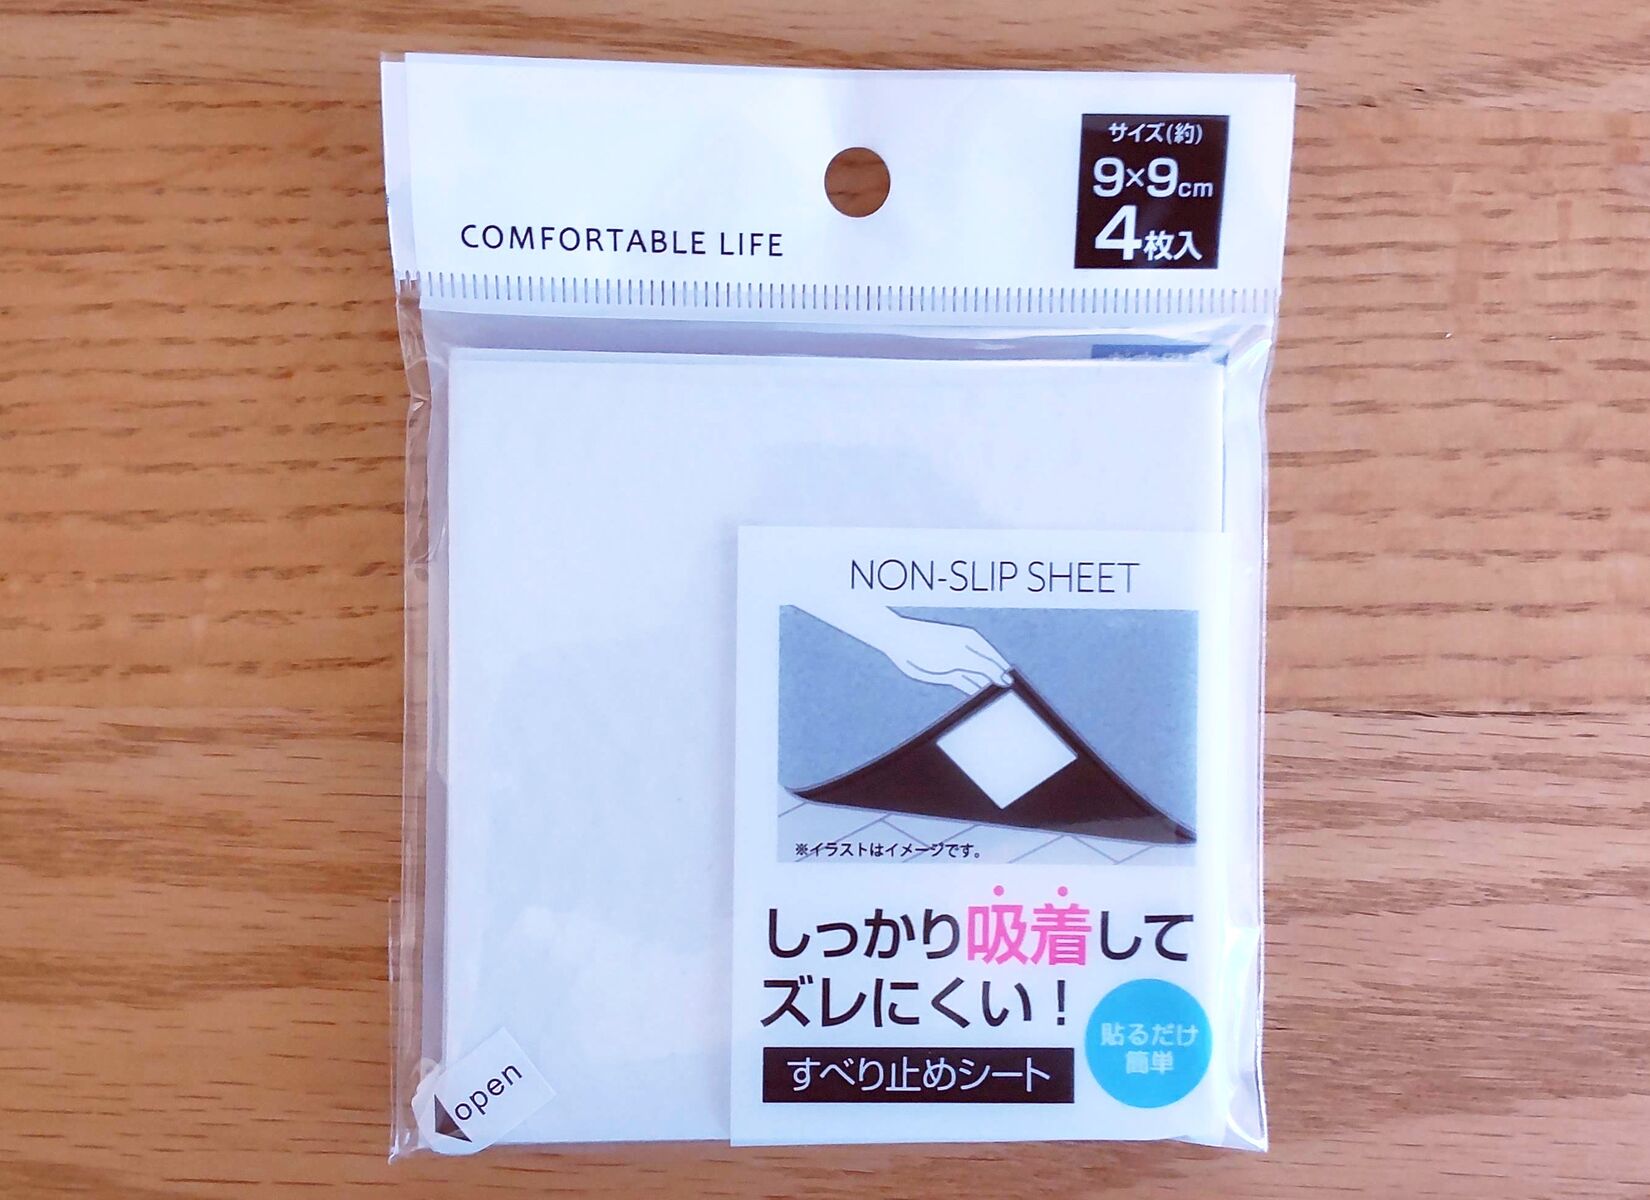 サイズ(約)
9×9cm
4枚入
COMFORTABLE LIFE
NON-SLIP SHEET
※イラストはイメージです。
しっかり吸着して
ズレにくい!
すべり止めシート
貼るだけ
簡単
open